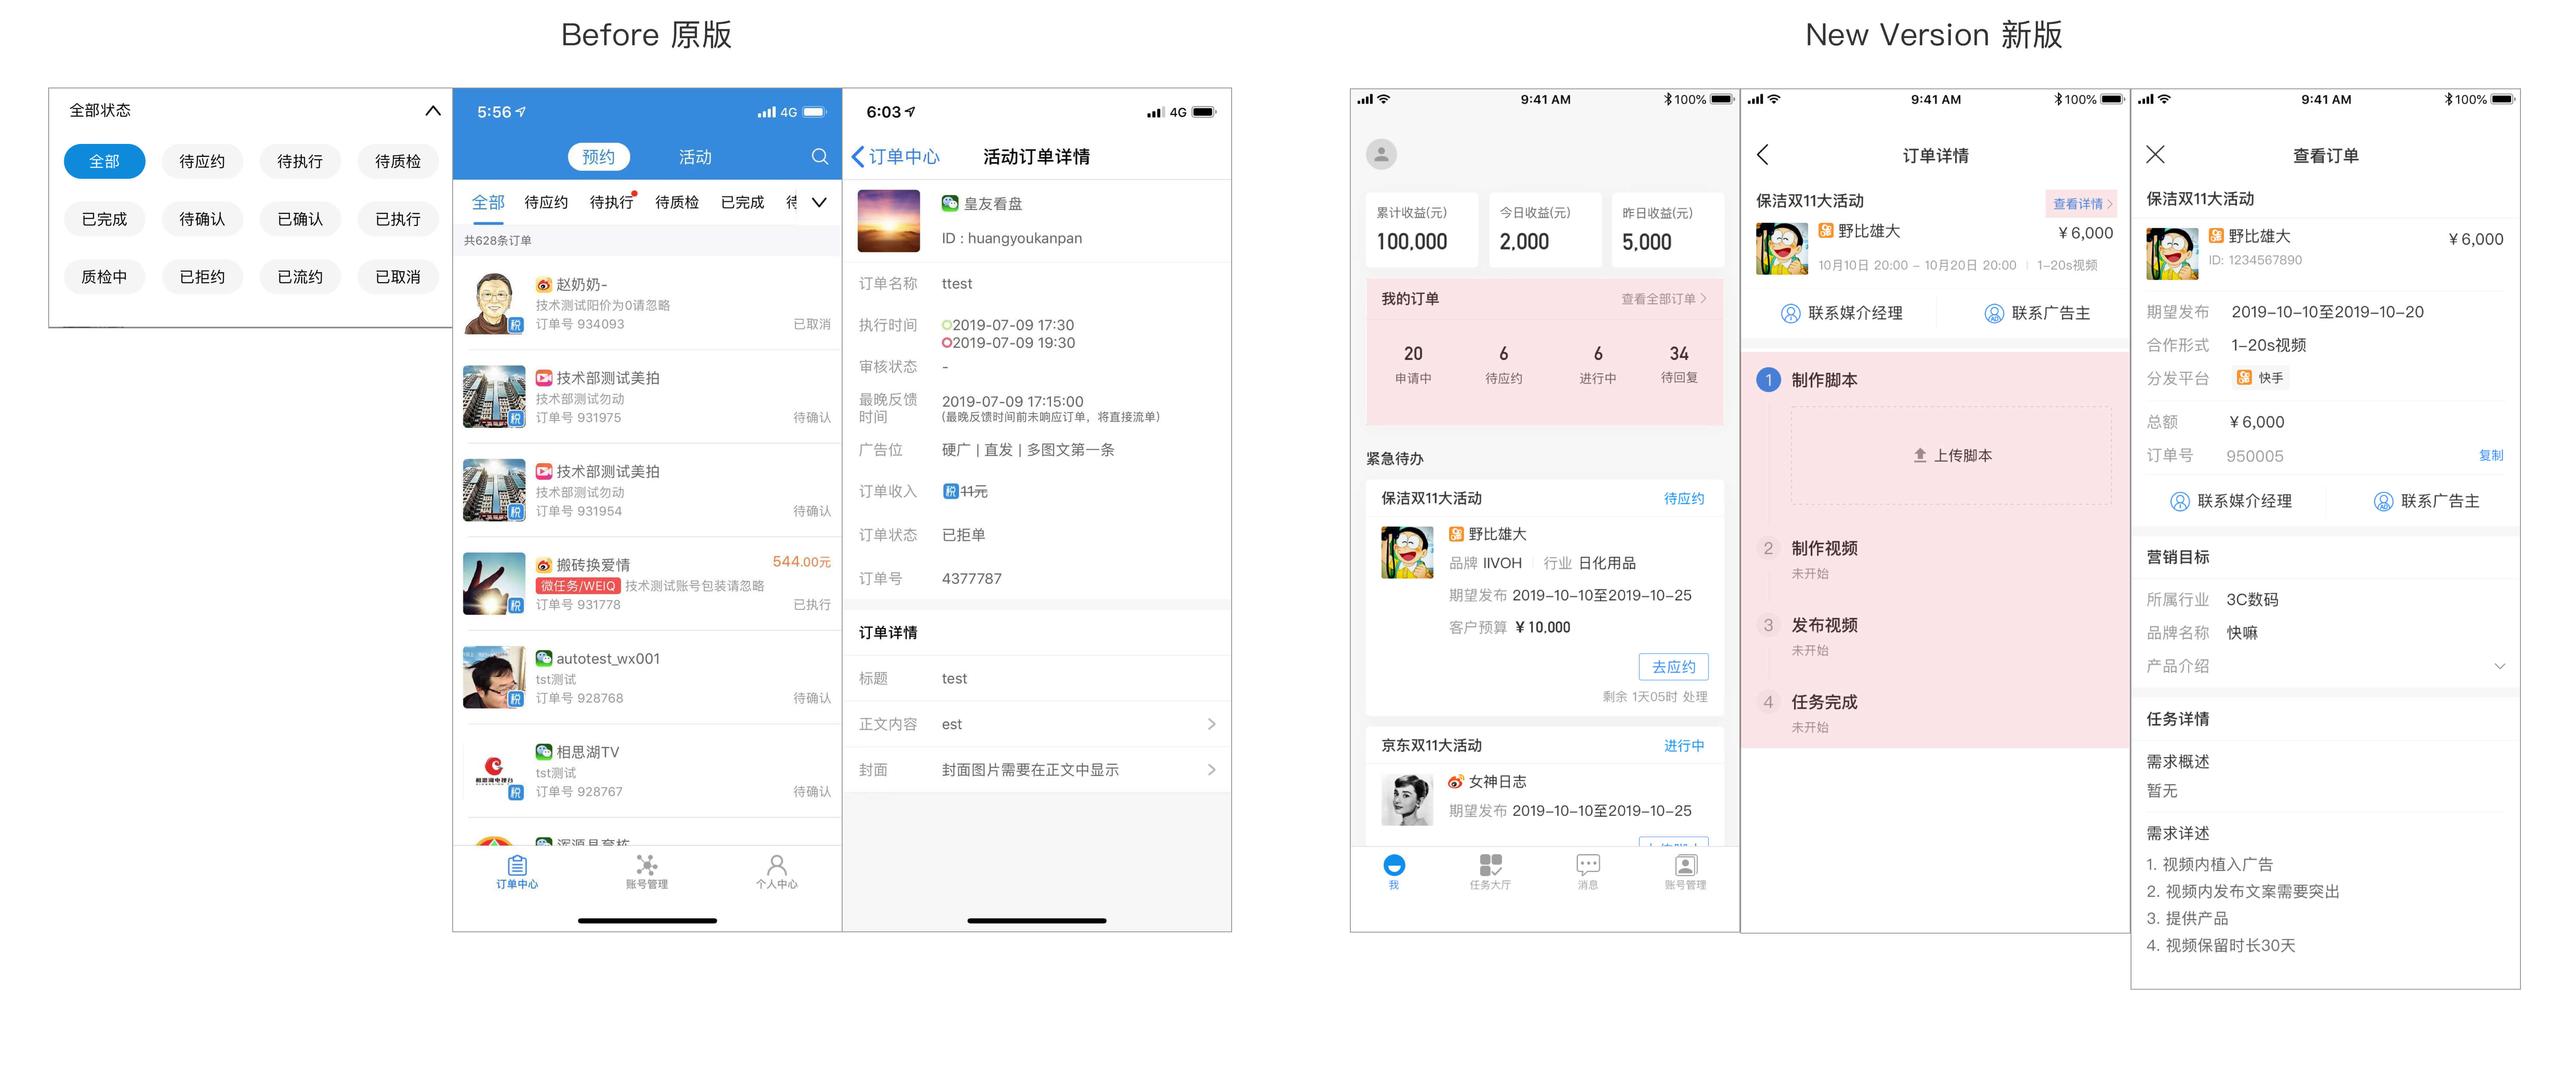 Before 原版
全部状态
全部 待应约 待执行 待质检
已完成 待确认 已确认 已执行
质检中 已拒约 已流约 已取消
5:56 4G
预约 活动
全部 待应约 待执行 待质检 已完成
共628条订单
赵奶奶-
技术测试阳价为0请忽略
订单号 934093 已取消
税
技术部测试美拍
技术部测试勿动
订单号 931975 待确认
税
技术部测试美拍
技术部测试勿动
订单号 931954 待确认
税
搬砖换爱情 544.00元
微任务/WEIQ 技术测试账号包装请忽略
订单号 931778 已执行
税
autotest_wx001
tst测试
订单号 928768 待确认
税
相思湖TV
tst测试
订单号 928767 待确认
税
订单中心 账号管理 个人中心
6:03 4G
订单中心 活动订单详情
皇友看盘
ID : huangyoukanpan
订单名称 ttest
执行时间 2019-07-09 17:30
2019-07-09 19:30
审核状态 -
最晚反馈时间 2019-07-09 17:15:00
(最晚反馈时间前未响应订单，将直接流单)
广告位 硬广 | 直发 | 多图文第一条
订单收入 税 11元
订单状态 已拒单
订单号 4377787
订单详情
标题 test
正文内容 est
封面 封面图片需要在正文中显示
New Version 新版
9:41 AM 100%
累计收益(元) 今日收益(元) 昨日收益(元)
100,000 2,000 5,000
我的订单 查看全部订单
20 6 6 34
申请中 待应约 进行中 待回复
紧急待办
保洁双11大活动 待应约
野比雄大
品牌 IIVOH 行业 日化用品
期望发布 2019-10-10至2019-10-25
客户预算 ¥10,000
去应约
剩余 1天05时 处理
京东双11大活动 进行中
女神日志
期望发布 2019-10-10至2019-10-25
我 任务大厅 消息 账号管理
9:41 AM 100%
订单详情
保洁双11大活动 查看详情
野比雄大 ¥6,000
10月10日 20:00 - 10月20日 20:00 1-20s视频
联系媒介经理 联系广告主
1 制作脚本
上传脚本
2 制作视频
未开始
3 发布视频
未开始
4 任务完成
未开始
9:41 AM 100%
查看订单
保洁双11大活动
野比雄大 ¥6,000
ID: 1234567890
期望发布 2019-10-10至2019-10-20
合作形式 1-20s视频
分发平台 快手
总额 ¥6,000
订单号 950005 复制
联系媒介经理 联系广告主
营销目标
所属行业 3C数码
品牌名称 快嘛
产品介绍
任务详情
需求概述
暂无
需求详述
1. 视频内植入广告
2. 视频内发布文案需要突出
3. 提供产品
4. 视频保留时长30天